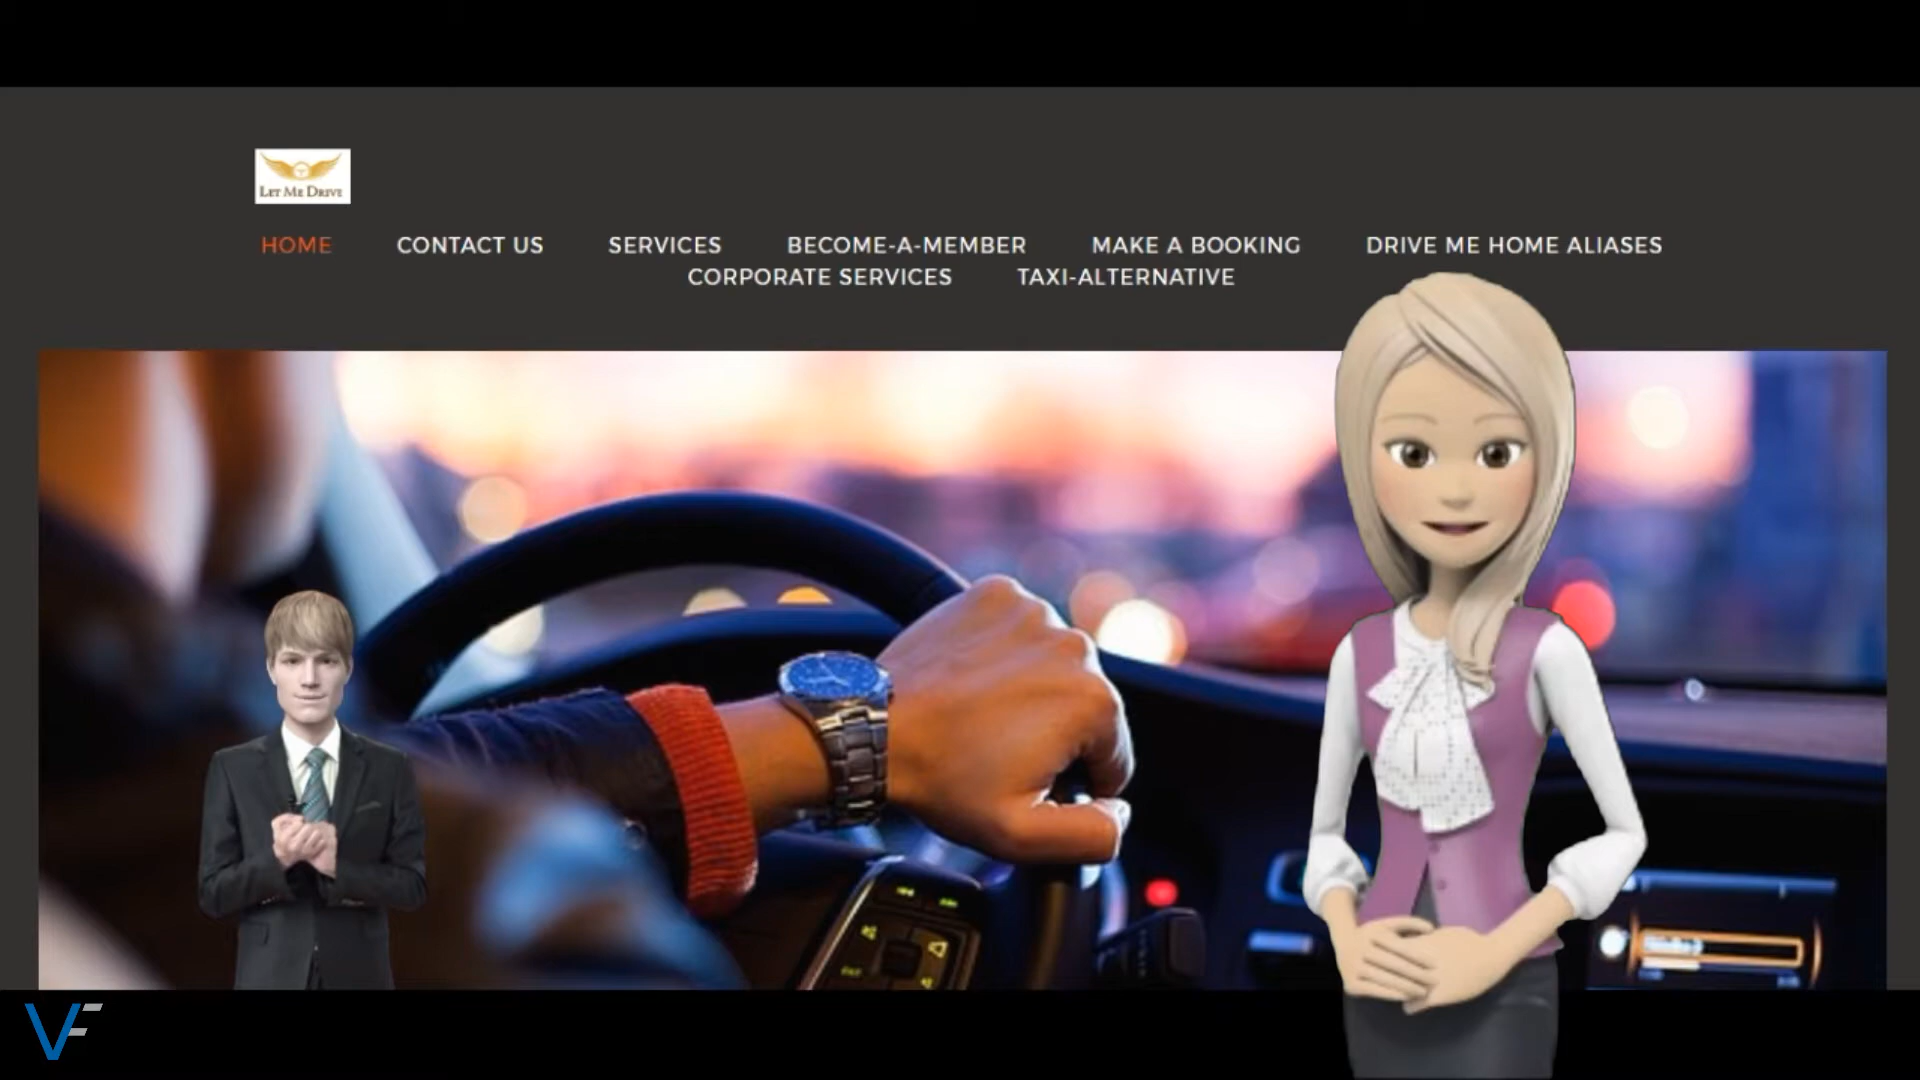 LET ME DRIVE
HOME CONTACT US SERVICES BECOME-A-MEMBER MAKE A BOOKING DRIVE ME HOME ALIASES
CORPORATE SERVICES TAXI-ALTERNATIVE
VF